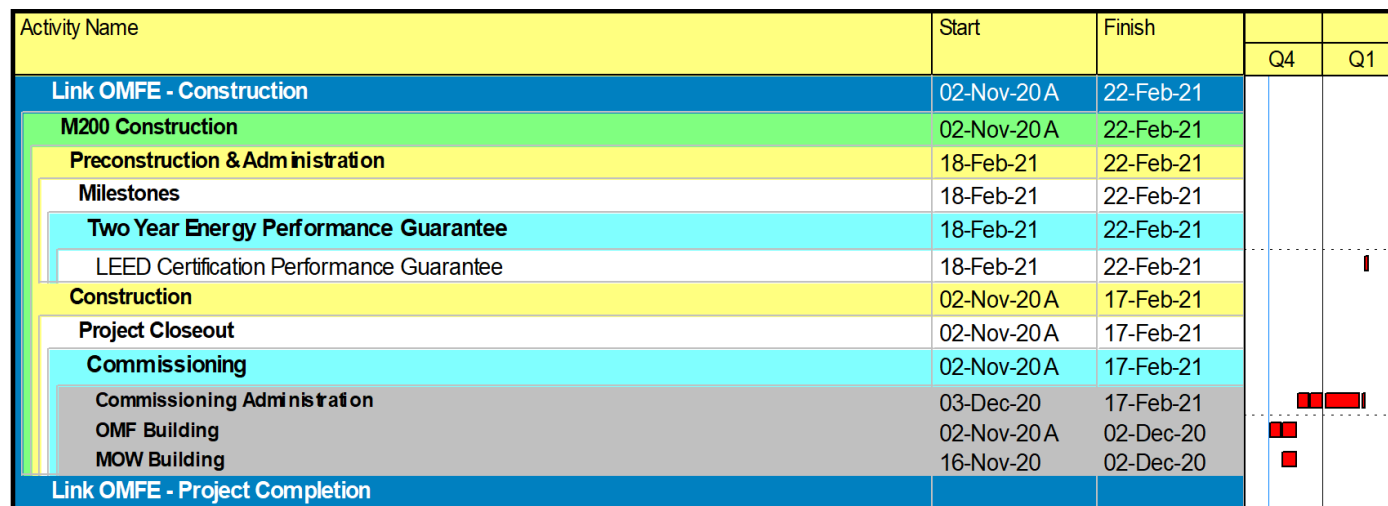 Activity Name Start Finish
Q4 Q1
Link OMFE - Construction 02-Nov-20 A 22-Feb-21
M200 Construction 02-Nov-20 A 22-Feb-21
Preconstruction & Administration 18-Feb-21 22-Feb-21
Milestones 18-Feb-21 22-Feb-21
Two Year Energy Performance Guarantee 18-Feb-21 22-Feb-21
LEED Certification Performance Guarantee 18-Feb-21 22-Feb-21
Construction 02-Nov-20 A 17-Feb-21
Project Closeout 02-Nov-20 A 17-Feb-21
Commissioning 02-Nov-20 A 17-Feb-21
Commissioning Administration 03-Dec-20 17-Feb-21
OMF Building 02-Nov-20 A 02-Dec-20
MOW Building 16-Nov-20 02-Dec-20
Link OMFE - Project Completion